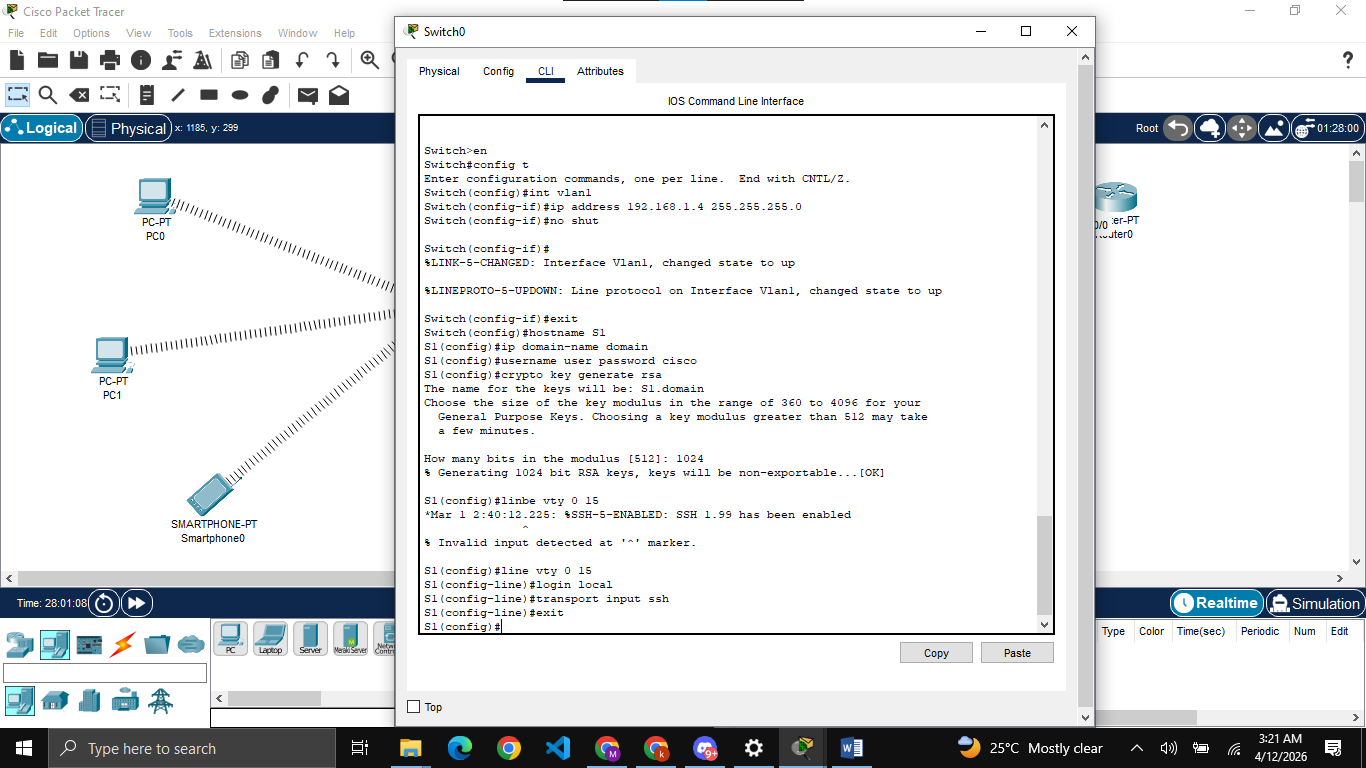 Cisco Packet Tracer
File Edit Options View Tools Extensions Window Help
Logical Physical x: 1185, y: 299
Root 01:28:00
PC-PT
PC0
PC-PT
PC1
SMARTPHONE-PT
Smartphone0
Switch0
Physical Config CLI Attributes
IOS Command Line Interface
Switch>en
Switch#config t
Enter configuration commands, one per line.  End with CNTL/Z.
Switch(config)#int vlan1
Switch(config-if)#ip address 192.168.1.4 255.255.255.0
Switch(config-if)#no shut
Switch(config-if)#
%LINK-5-CHANGED: Interface Vlan1, changed state to up
%LINEPROTO-5-UPDOWN: Line protocol on Interface Vlan1, changed state to up
Switch(config-if)#exit
Switch(config)#hostname S1
S1(config)#ip domain-name domain
S1(config)#username user password cisco
S1(config)#crypto key generate rsa
The name for the keys will be: S1.domain
Choose the size of the key modulus in the range of 360 to 4096 for your
General Purpose Keys. Choosing a key modulus greater than 512 may take
a few minutes.
How many bits in the modulus [512]: 1024
% Generating 1024 bit RSA keys, keys will be non-exportable...[OK]
S1(config)#linbe vty 0 15
*Mar 1 2:40:12.225: %SSH-5-ENABLED: SSH 1.99 has been enabled
^
% Invalid input detected at '^' marker.
S1(config)#line vty 0 15
S1(config-line)#login local
S1(config-line)#transport input ssh
S1(config-line)#exit
S1(config)#
Copy Paste
Top
er-PT
0/0
uter0
Time: 28:01:08
Realtime Simulation
PC Laptop Server Meraki Server
Type Color Time(sec) Periodic Num Edit
Type here to search
25°C Mostly clear
3:21 AM
4/12/2026